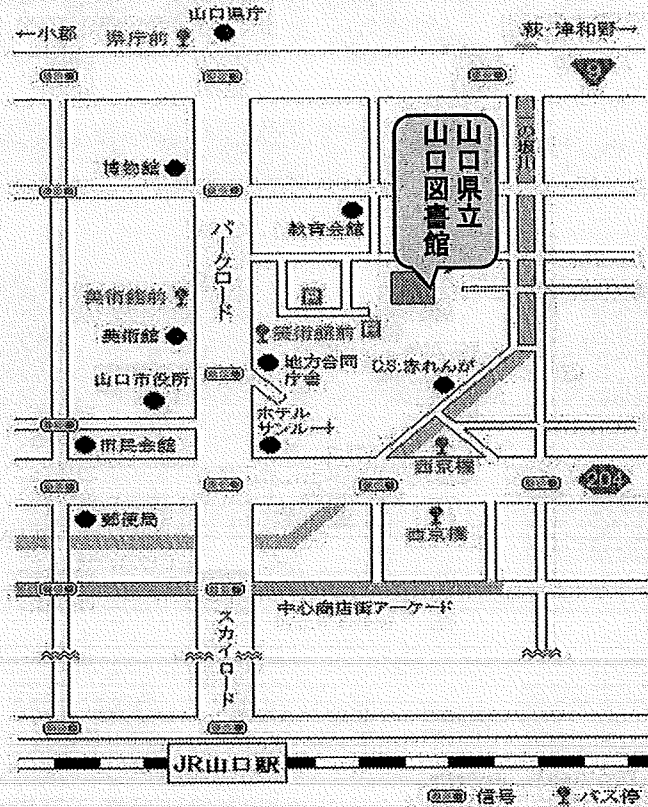 山口県庁
←小郡
県庁前
萩・津和野→
9
一の坂川
山口県立
山口図書館
博物館
教育会館
パークロード
美術館前
P
美術館
美術館前
P
地方合同
庁舎
C.S.赤れんが
山口市役所
ホテル
サンルート
市民会館
西京橋
204
郵便局
西京橋
中心商店街アーケード
スカイロード
JR山口駅
信号
バス停